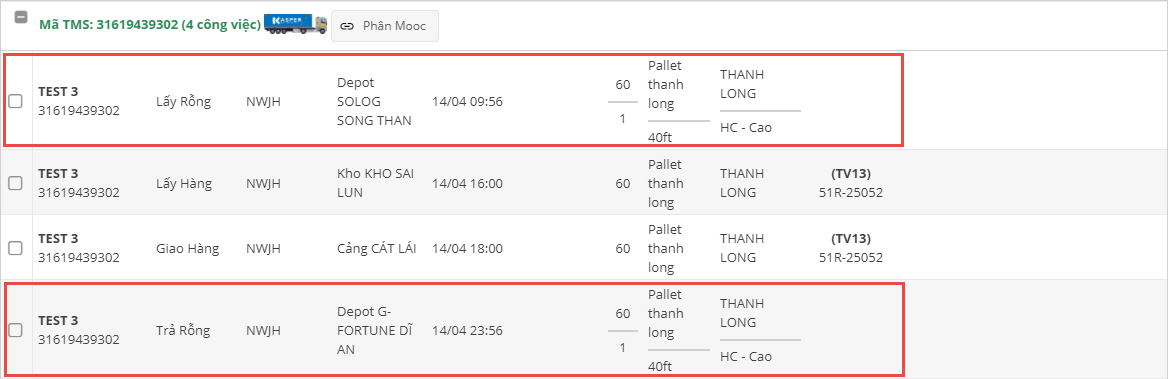 Mã TMS: 31619439302 (4 công việc) KASPER Phân Mooc
TEST 3
31619439302
Lấy Rỗng
NWJH
Depot
SOLOG
SONG THAN
14/04 09:56
60
1
Pallet
thanh
long
40ft
THANH
LONG
HC - Cao
TEST 3
31619439302
Lấy Hàng
NWJH
Kho KHO SAI
LUN
14/04 16:00
60
Pallet
thanh
long
THANH
LONG
(TV13)
51R-25052
TEST 3
31619439302
Giao Hàng
NWJH
Cảng CÁT LÁI
14/04 18:00
60
Pallet
thanh
long
THANH
LONG
(TV13)
51R-25052
TEST 3
31619439302
Trả Rỗng
NWJH
Depot G-
FORTUNE DĨ
AN
14/04 23:56
60
1
Pallet
thanh
long
40ft
THANH
LONG
HC - Cao